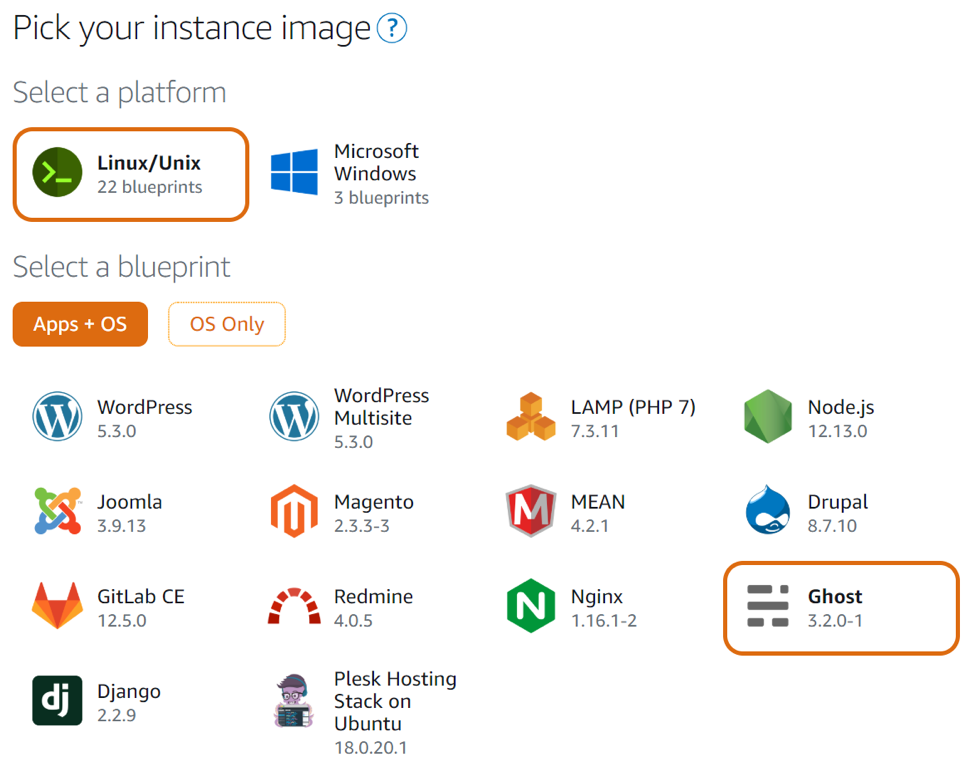 Pick your instance image ?
Select a platform
Linux/Unix
22 blueprints
Microsoft
Windows
3 blueprints
Select a blueprint
Apps + OS
OS Only
WordPress
5.3.0
WordPress
Multisite
5.3.0
LAMP (PHP 7)
7.3.11
Node.js
12.13.0
Joomla
3.9.13
Magento
2.3.3-3
MEAN
4.2.1
Drupal
8.7.10
GitLab CE
12.5.0
Redmine
4.0.5
Nginx
1.16.1-2
Ghost
3.2.0-1
dj
Django
2.2.9
Plesk Hosting
Stack on
Ubuntu
18.0.20.1